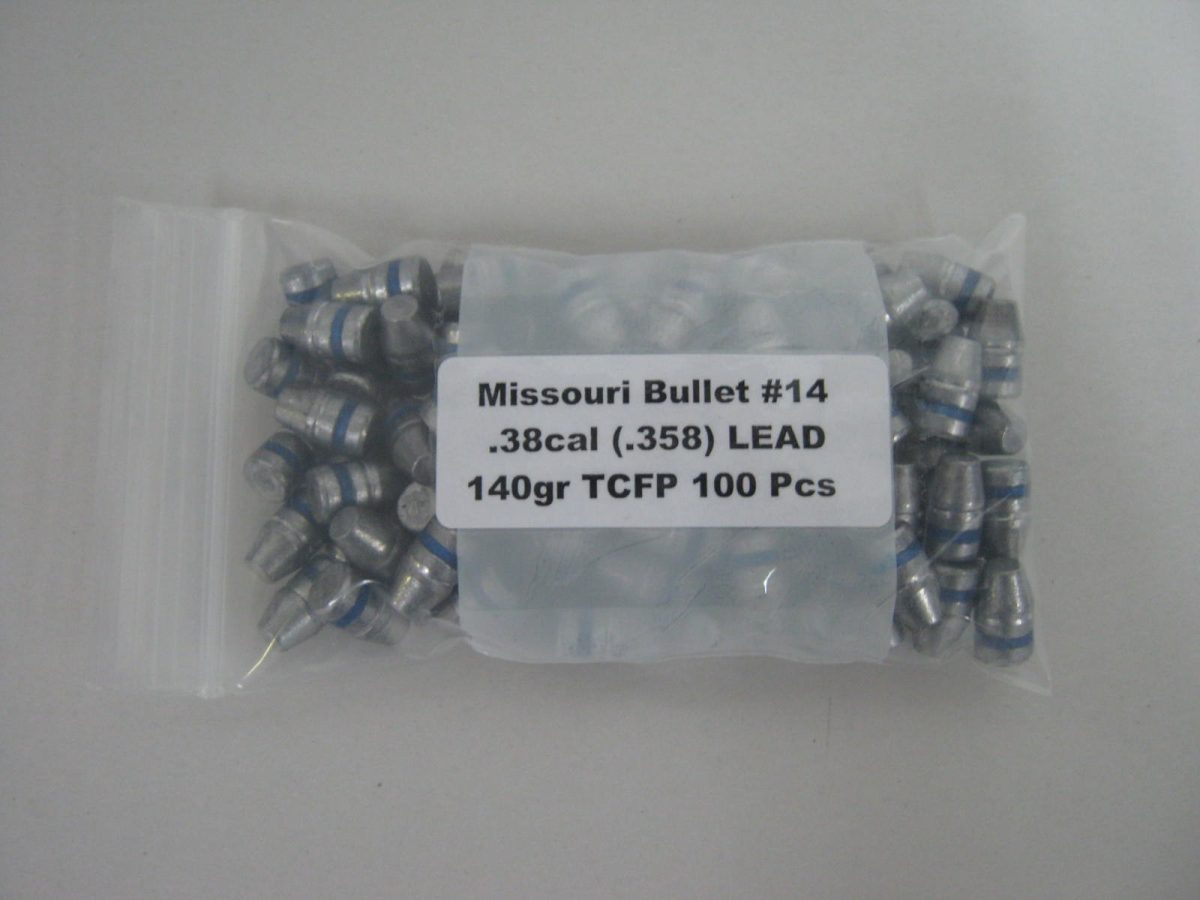 Missouri Bullet #14
.38cal (.358) LEAD
140gr TCFP 100 Pcs